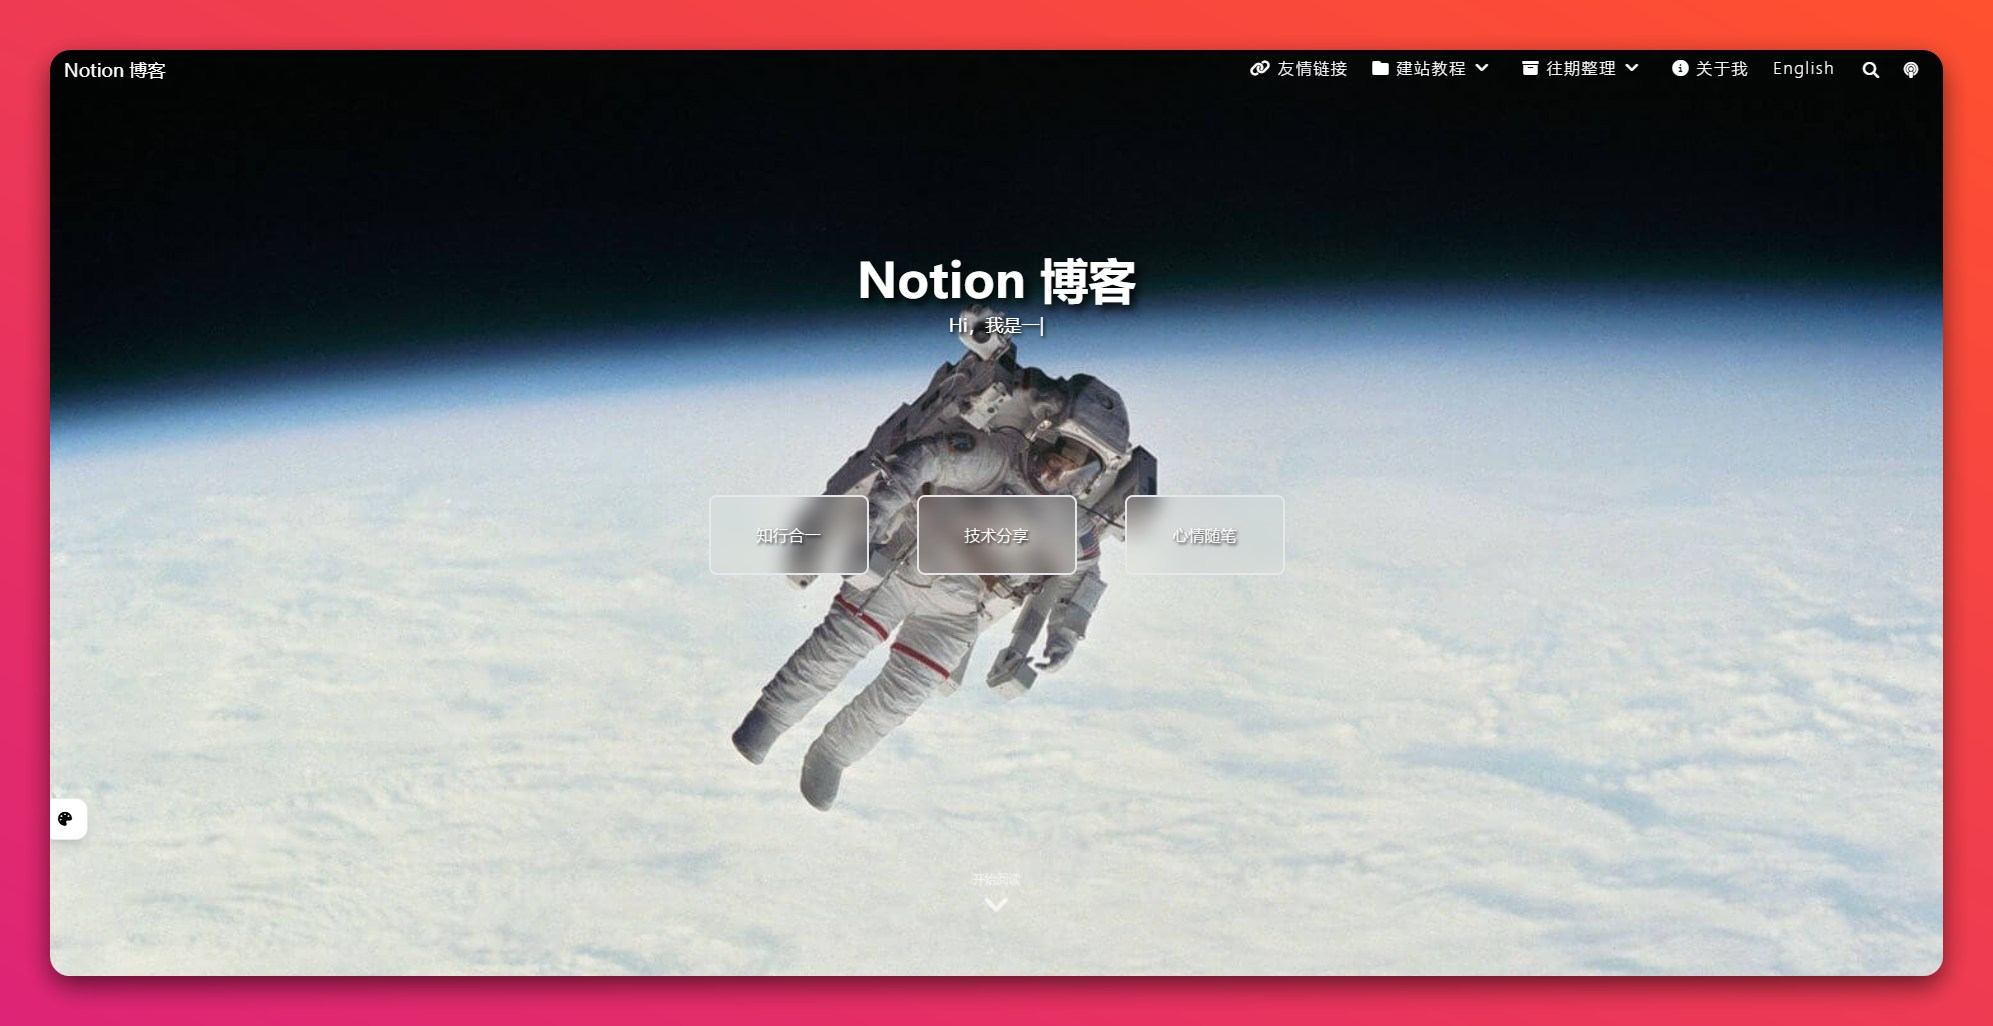 Notion 博客
友情链接 建站教程 往期整理 关于我 English
Notion 博客
Hi，我是一|
知行合一 技术分享 心情随笔
开始阅读